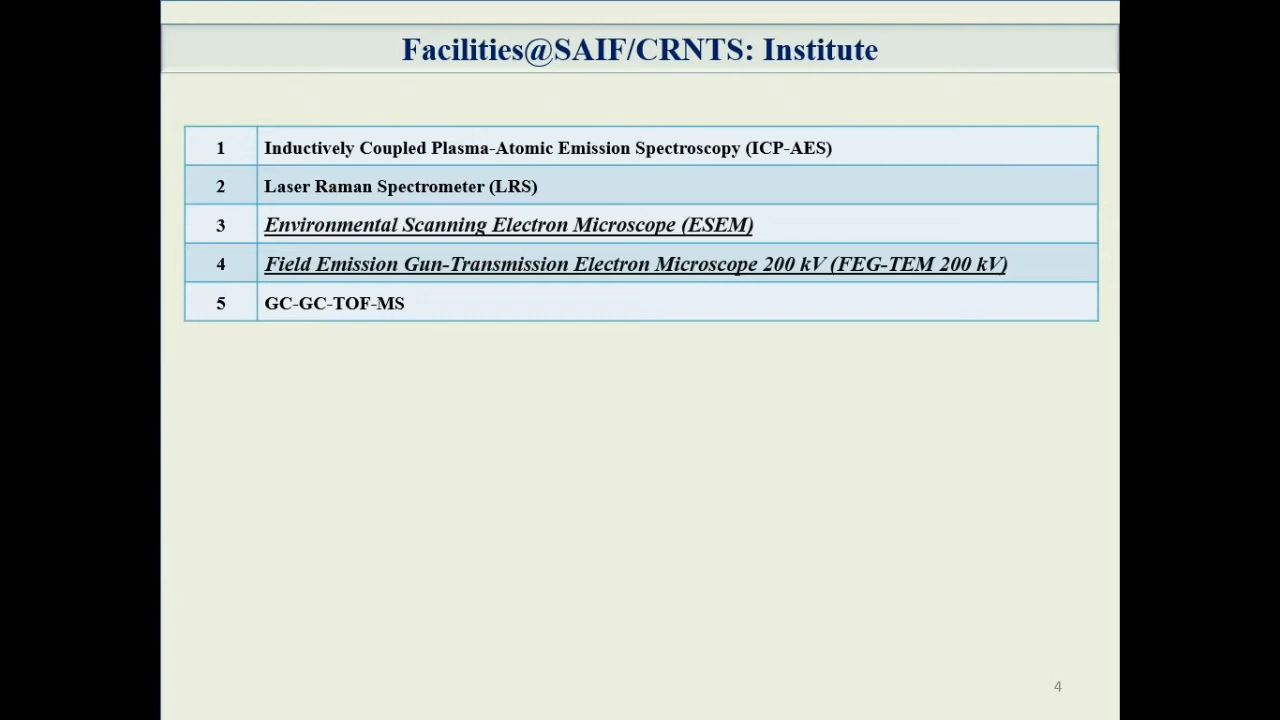 Facilities@SAIF/CRNTS: Institute
1 Inductively Coupled Plasma-Atomic Emission Spectroscopy (ICP-AES)
2 Laser Raman Spectrometer (LRS)
3 Environmental Scanning Electron Microscope (ESEM)
4 Field Emission Gun-Transmission Electron Microscope 200 kV (FEG-TEM 200 kV)
5 GC-GC-TOF-MS
4